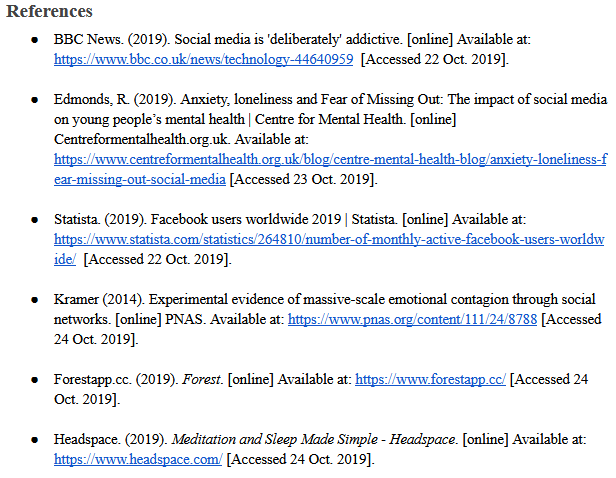 References
● BBC News. (2019). Social media is 'deliberately' addictive. [online] Available at:
https://www.bbc.co.uk/news/technology-44640959 [Accessed 22 Oct. 2019].
● Edmonds, R. (2019). Anxiety, loneliness and Fear of Missing Out: The impact of social media
on young people’s mental health | Centre for Mental Health. [online]
Centreformentalhealth.org.uk. Available at:
https://www.centreformentalhealth.org.uk/blog/centre-mental-health-blog/anxiety-loneliness-f
ear-missing-out-social-media [Accessed 23 Oct. 2019].
● Statista. (2019). Facebook users worldwide 2019 | Statista. [online] Available at:
https://www.statista.com/statistics/264810/number-of-monthly-active-facebook-users-worldw
ide/ [Accessed 22 Oct. 2019].
● Kramer (2014). Experimental evidence of massive-scale emotional contagion through social
networks. [online] PNAS. Available at: https://www.pnas.org/content/111/24/8788 [Accessed
24 Oct. 2019].
● Forestapp.cc. (2019). Forest. [online] Available at: https://www.forestapp.cc/ [Accessed 24
Oct. 2019].
● Headspace. (2019). Meditation and Sleep Made Simple - Headspace. [online] Available at:
https://www.headspace.com/ [Accessed 24 Oct. 2019].